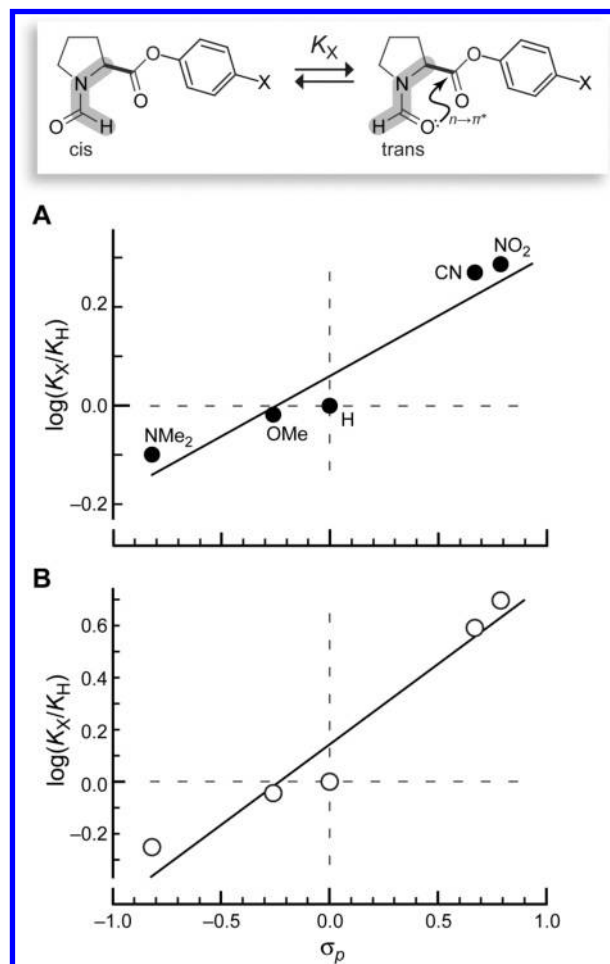 K_X
O
X
O
X
N
O
N
O
O
H
H
O:
n→π*
cis
trans
A
NO₂
CN
0.2
log(K_X/K_H)
0.0
NMe₂
OMe
H
−0.2
B
0.6
0.4
log(K_X/K_H)
0.2
0.0
−0.2
−1.0
−0.5
0.0
0.5
1.0
σ_p